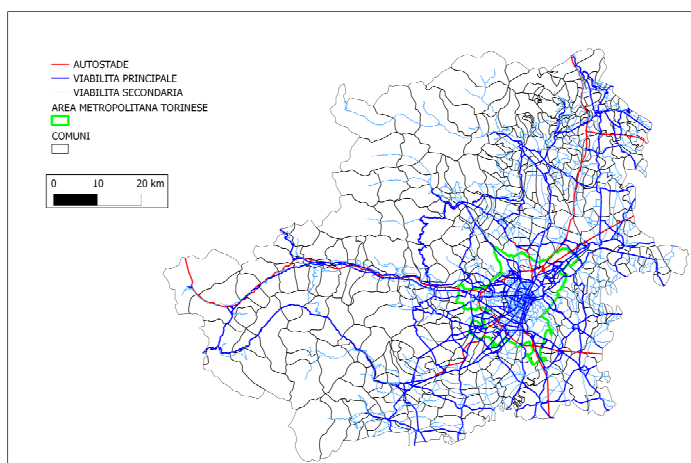 AUTOSTADE
VIABILITA PRINCIPALE
VIABILITA SECONDARIA
AREA METROPOLITANA TORINESE
COMUNI
0 10 20 km